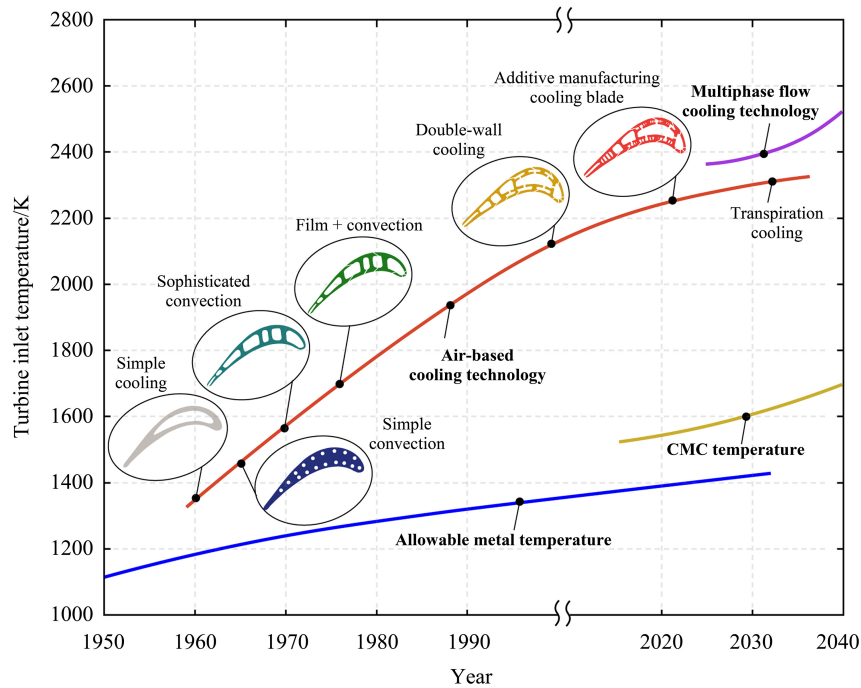 2800
2600
2400
2200
2000
1800
1600
1400
1200
1000
Turbine inlet temperature/K
Additive manufacturing
cooling blade
Multiphase flow
cooling technology
Double-wall
cooling
Transpiration
cooling
Film + convection
Sophisticated
convection
Air-based
cooling technology
Simple
cooling
Simple
convection
CMC temperature
Allowable metal temperature
1950
1960
1970
1980
1990
2020
2030
2040
Year